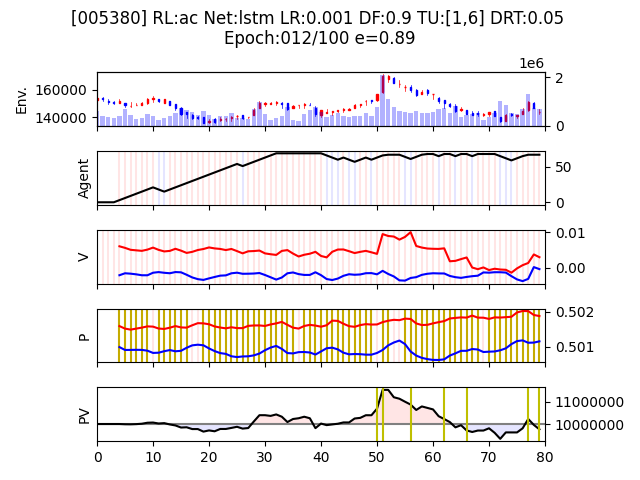 [005380] RL:ac Net:lstm LR:0.001 DF:0.9 TU:[1,6] DRT:0.05
Epoch:012/100 e=0.89
1e6
Env.
160000
140000
2
0
Agent
50
0
V
0.01
0.00
P
0.502
0.501
PV
11000000
10000000
0 10 20 30 40 50 60 70 80